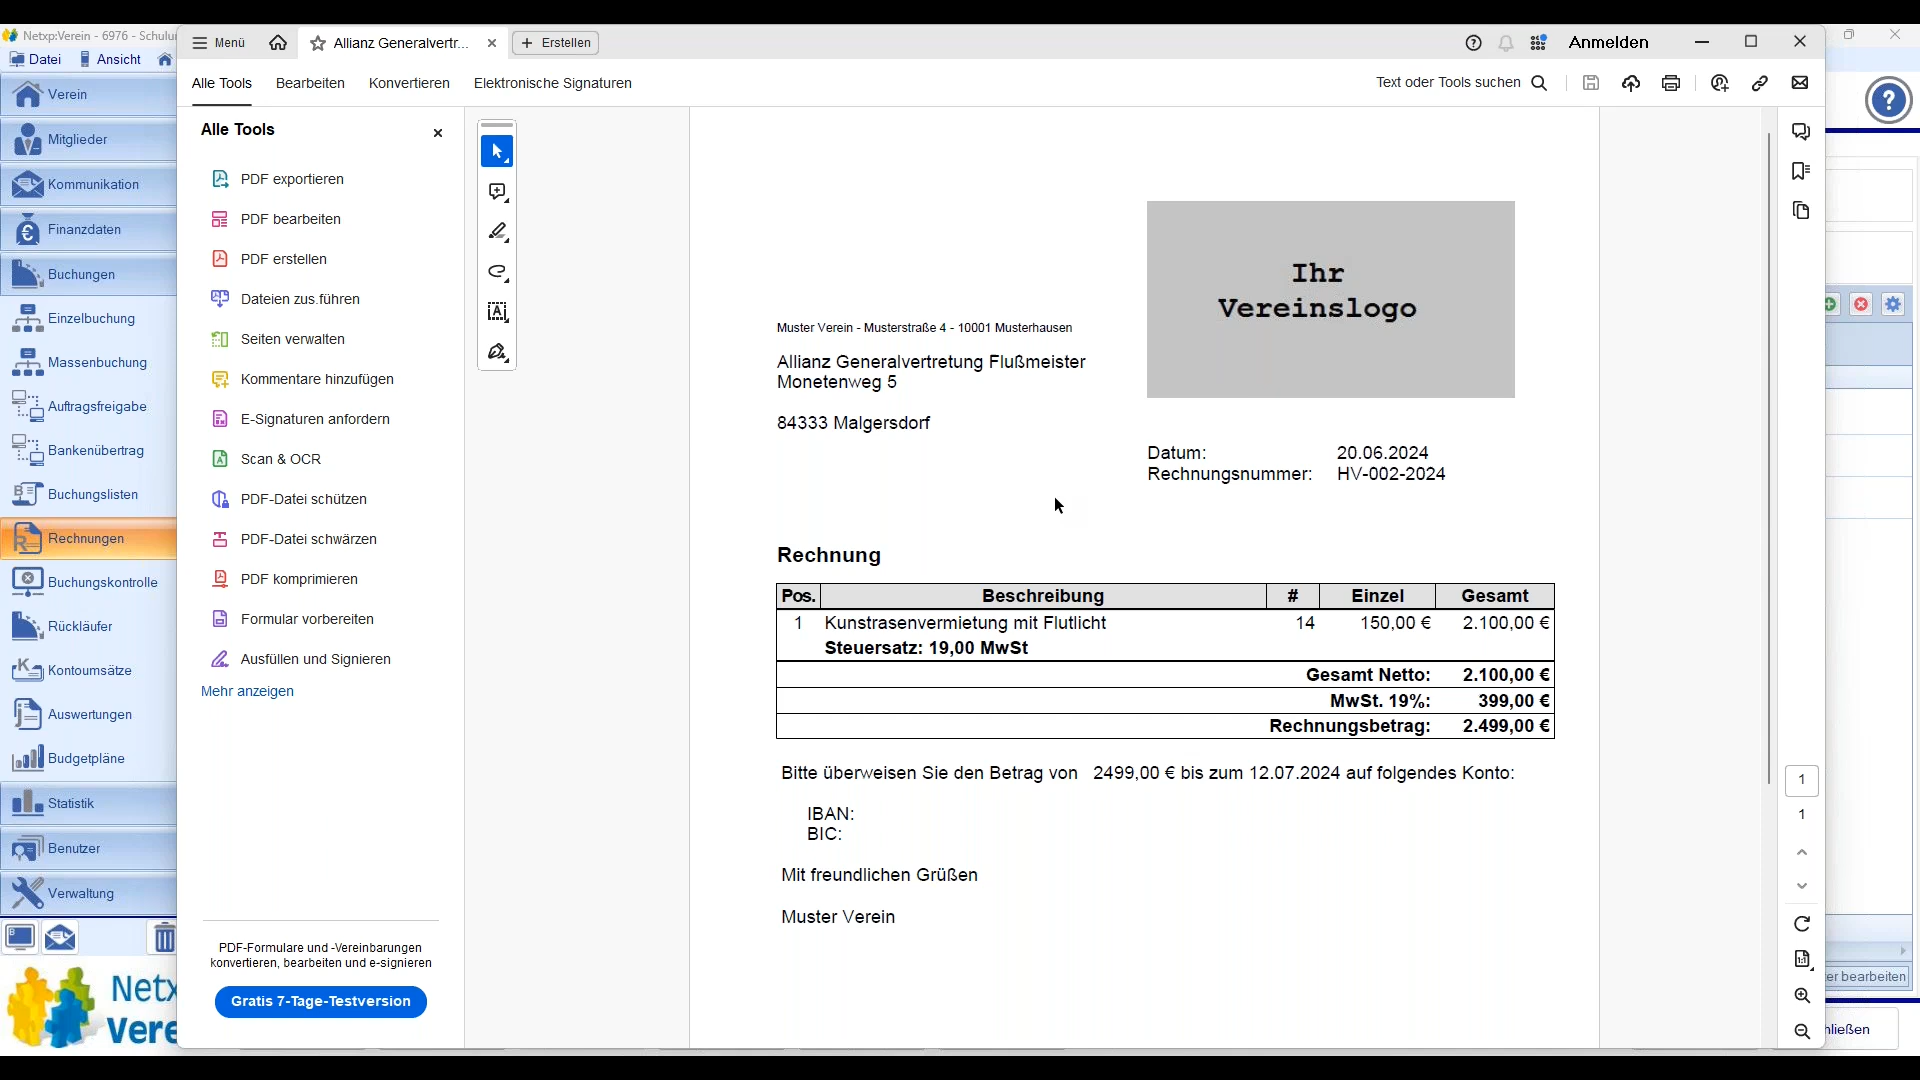 Netxp:Verein - 6976 - Schulu
Datei
Ansicht
Verein
Mitglieder
Kommunikation
Finanzdaten
Buchungen
Einzelbuchung
Massenbuchung
Auftragsfreigabe
Bankenübertrag
Buchungslisten
Rechnungen
Buchungskontrolle
Rückläufer
Kontoumsätze
Auswertungen
Budgetpläne
Statistik
Benutzer
Verwaltung
Netx
Vere
Menü
Allianz Generalvertr...
Erstellen
Anmelden
Alle Tools
Bearbeiten
Konvertieren
Elektronische Signaturen
Text oder Tools suchen
Alle Tools
PDF exportieren
PDF bearbeiten
PDF erstellen
Dateien zus.führen
Seiten verwalten
Kommentare hinzufügen
E-Signaturen anfordern
Scan & OCR
PDF-Datei schützen
PDF-Datei schwärzen
PDF komprimieren
Formular vorbereiten
Ausfüllen und Signieren
Mehr anzeigen
PDF-Formulare und -Vereinbarungen
konvertieren, bearbeiten und e-signieren
Gratis 7-Tage-Testversion
Ihr
Vereinslogo
Muster Verein - Musterstraße 4 - 10001 Musterhausen
Allianz Generalvertretung Flußmeister
Monetenweg 5
84333 Malgersdorf
Datum: 20.06.2024
Rechnungsnummer: HV-002-2024
Rechnung
Pos. Beschreibung # Einzel Gesamt
1 Kunstrasenvermietung mit Flutlicht 14 150,00 € 2.100,00 €
Steuersatz: 19,00 MwSt
Gesamt Netto: 2.100,00 €
MwSt. 19%: 399,00 €
Rechnungsbetrag: 2.499,00 €
Bitte überweisen Sie den Betrag von 2499,00 € bis zum 12.07.2024 auf folgendes Konto:
IBAN:
BIC:
Mit freundlichen Grüßen
Muster Verein
1
1
er bearbeiten
hließen